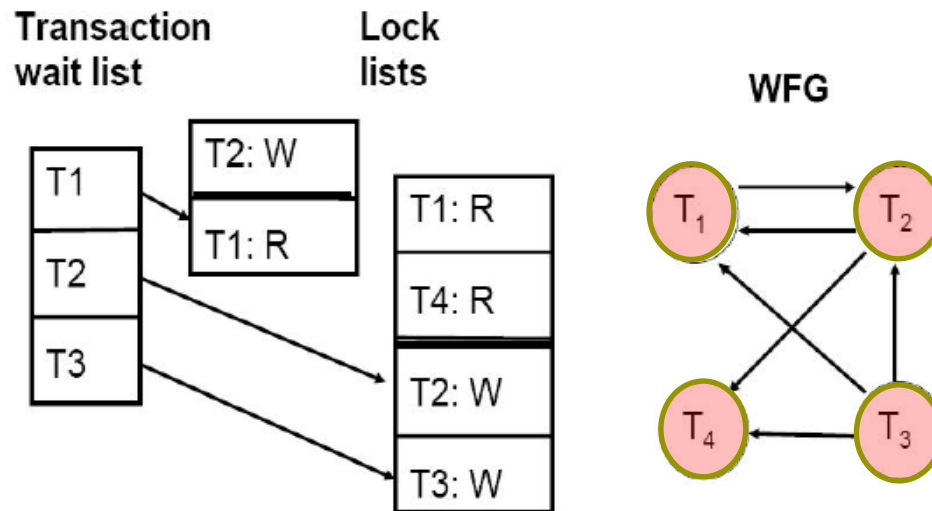 Transaction
wait list
Lock
lists
WFG
T1
T2
T3
T2: W
T1: R
T1: R
T4: R
T2: W
T3: W
T₁
T₂
T₄
T₃